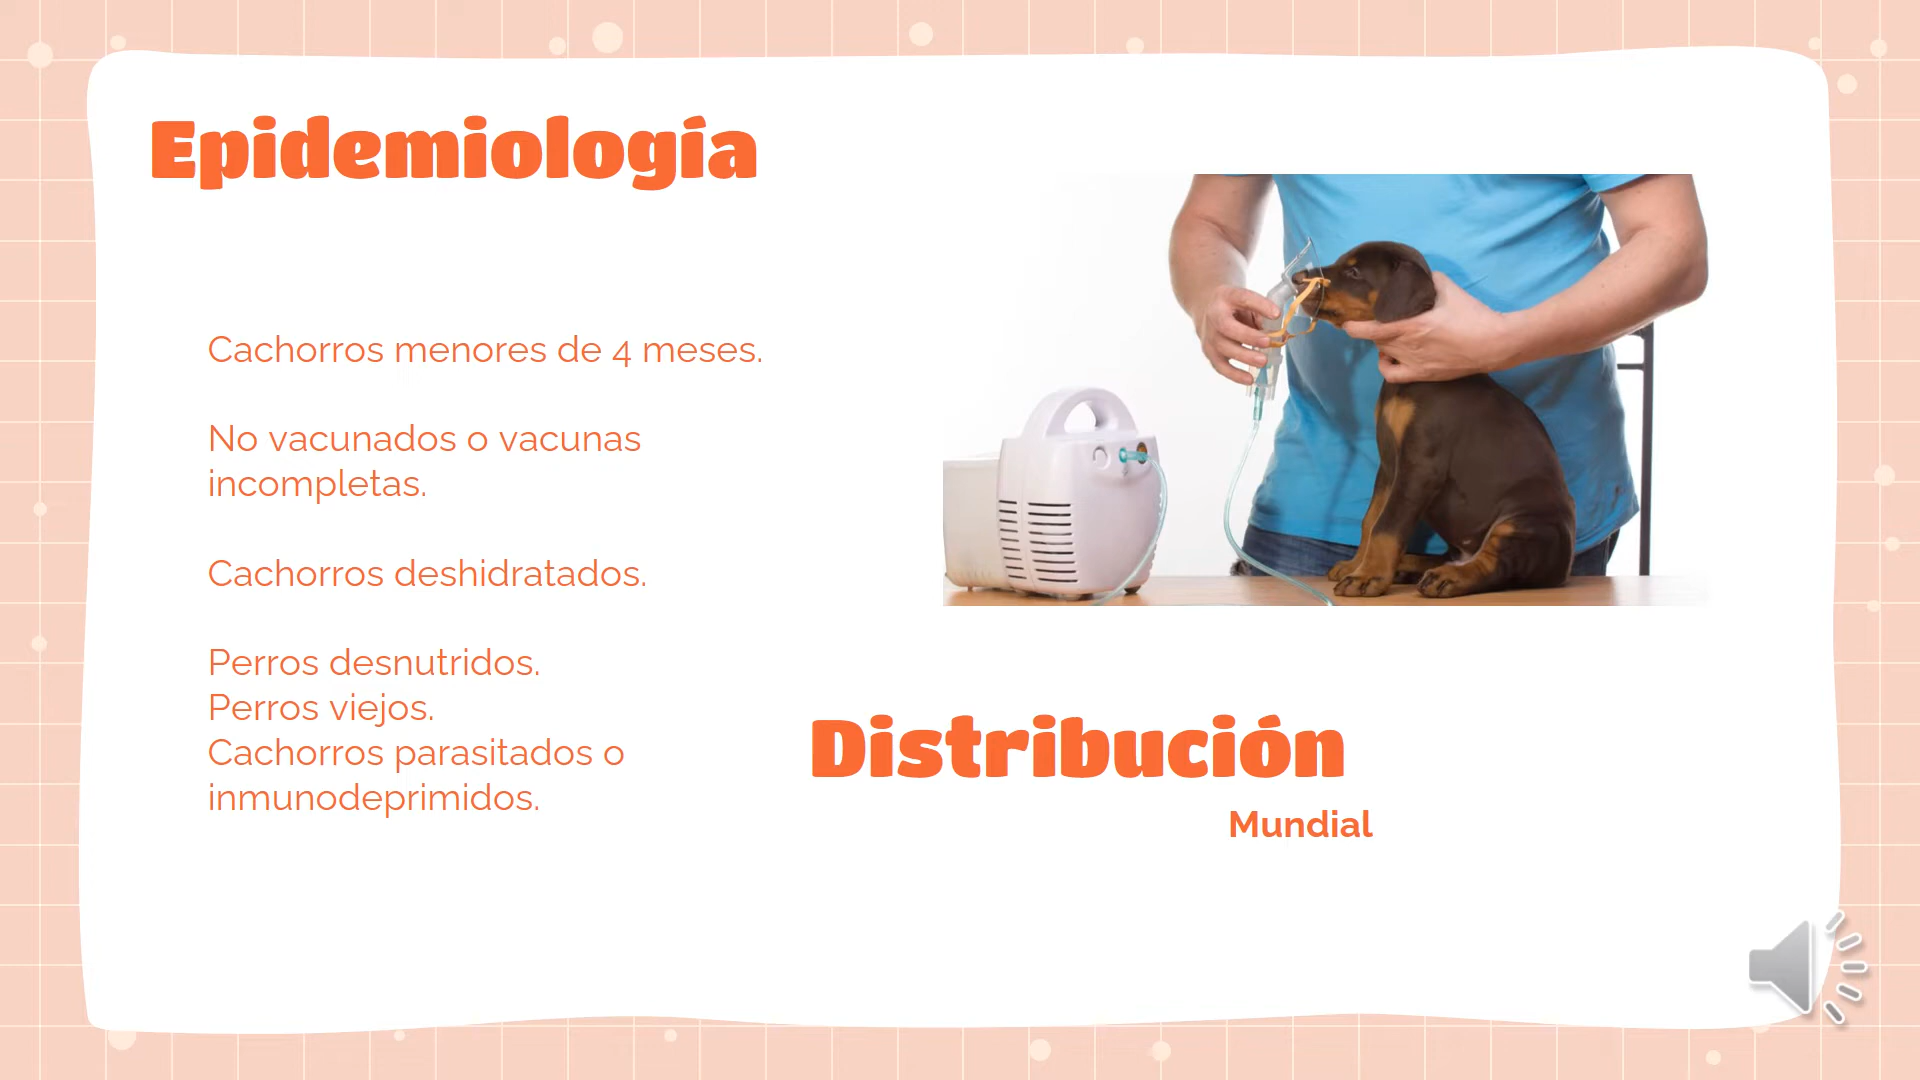 Epidemiología
Cachorros menores de 4 meses.
No vacunados o vacunas
incompletas.
Cachorros deshidratados.
Perros desnutridos.
Perros viejos.
Cachorros parasitados o
inmunodeprimidos.
Distribución
Mundial